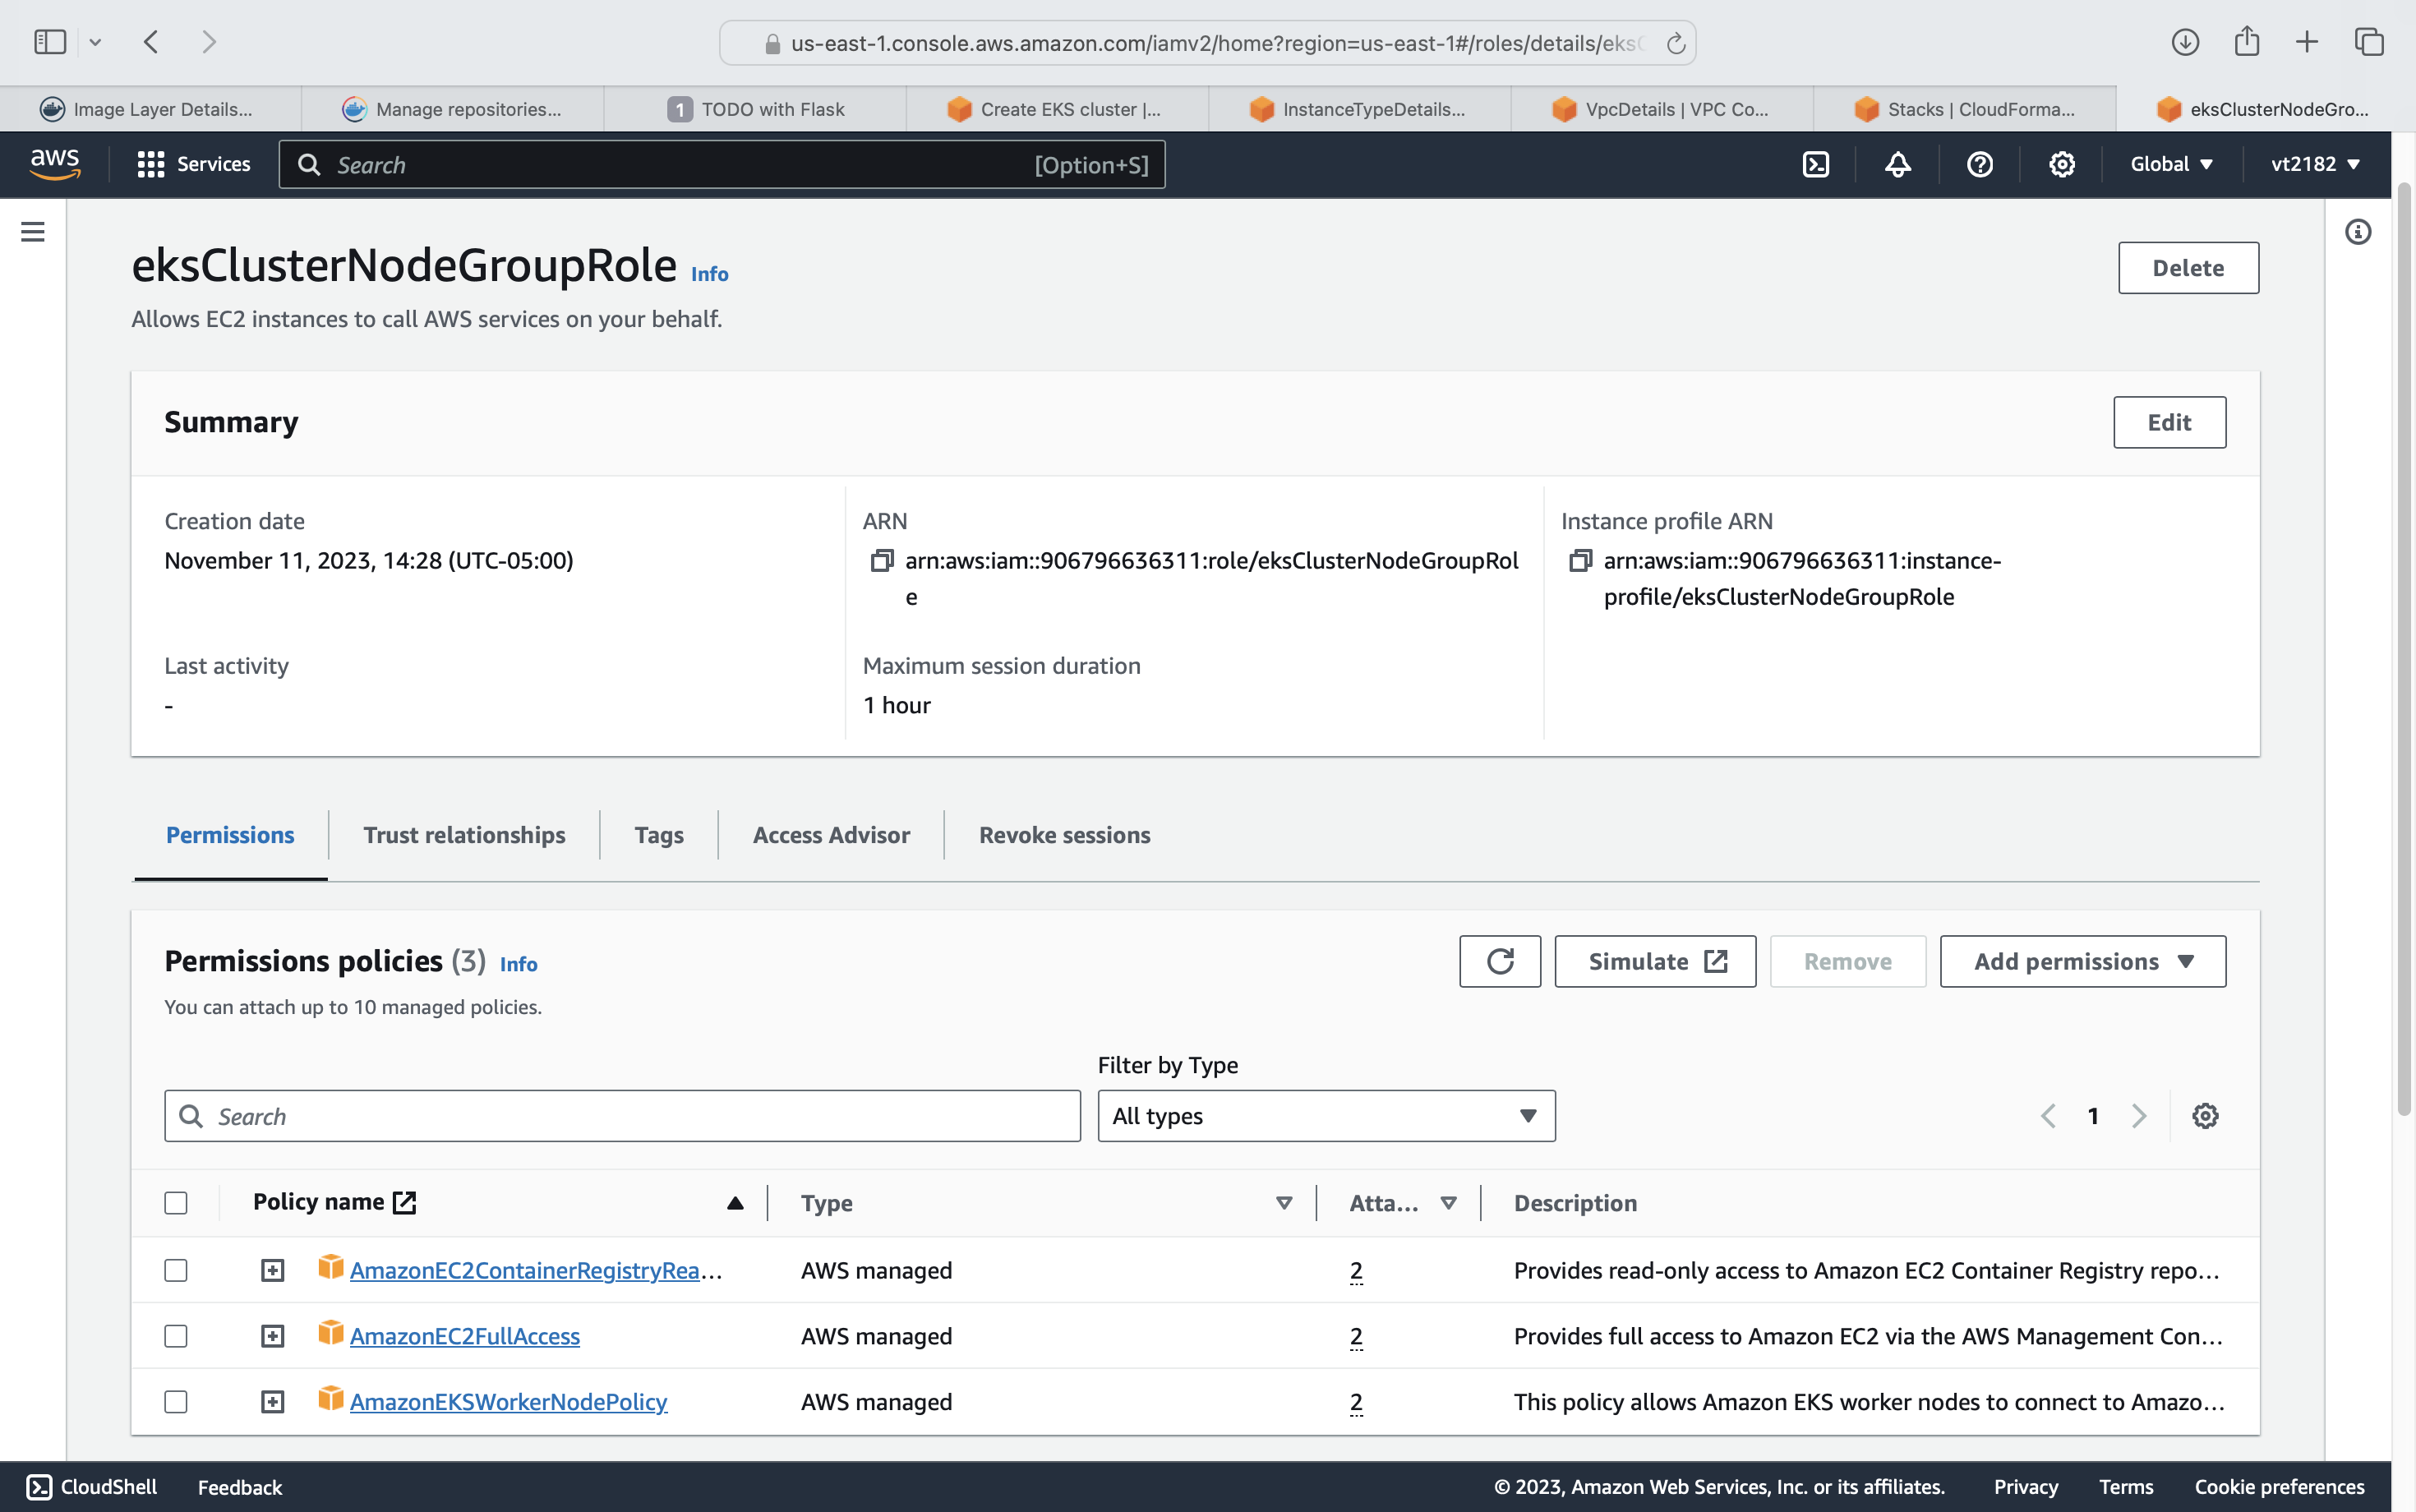 us-east-1.console.aws.amazon.com/iamv2/home?region=us-east-1#/roles/details/eksC
Image Layer Details...
Manage repositories...
1 TODO with Flask
Create EKS cluster |...
InstanceTypeDetails...
VpcDetails | VPC Co...
Stacks | CloudForma...
eksClusterNodeGro...
aws
Services
Search [Option+S]
Global
vt2182
eksClusterNodeGroupRole Info
Delete
Allows EC2 instances to call AWS services on your behalf.
Summary
Edit
Creation date
November 11, 2023, 14:28 (UTC-05:00)
ARN
arn:aws:iam::906796636311:role/eksClusterNodeGroupRol
e
Instance profile ARN
arn:aws:iam::906796636311:instance-
profile/eksClusterNodeGroupRole
Last activity
-
Maximum session duration
1 hour
Permissions
Trust relationships
Tags
Access Advisor
Revoke sessions
Permissions policies (3) Info
You can attach up to 10 managed policies.
Simulate
Remove
Add permissions
Filter by Type
Search
All types
1
Policy name Type Atta... Description
AmazonEC2ContainerRegistryRea... AWS managed 2 Provides read-only access to Amazon EC2 Container Registry repo...
AmazonEC2FullAccess AWS managed 2 Provides full access to Amazon EC2 via the AWS Management Con...
AmazonEKSWorkerNodePolicy AWS managed 2 This policy allows Amazon EKS worker nodes to connect to Amazo...
CloudShell Feedback © 2023, Amazon Web Services, Inc. or its affiliates. Privacy Terms Cookie preferences